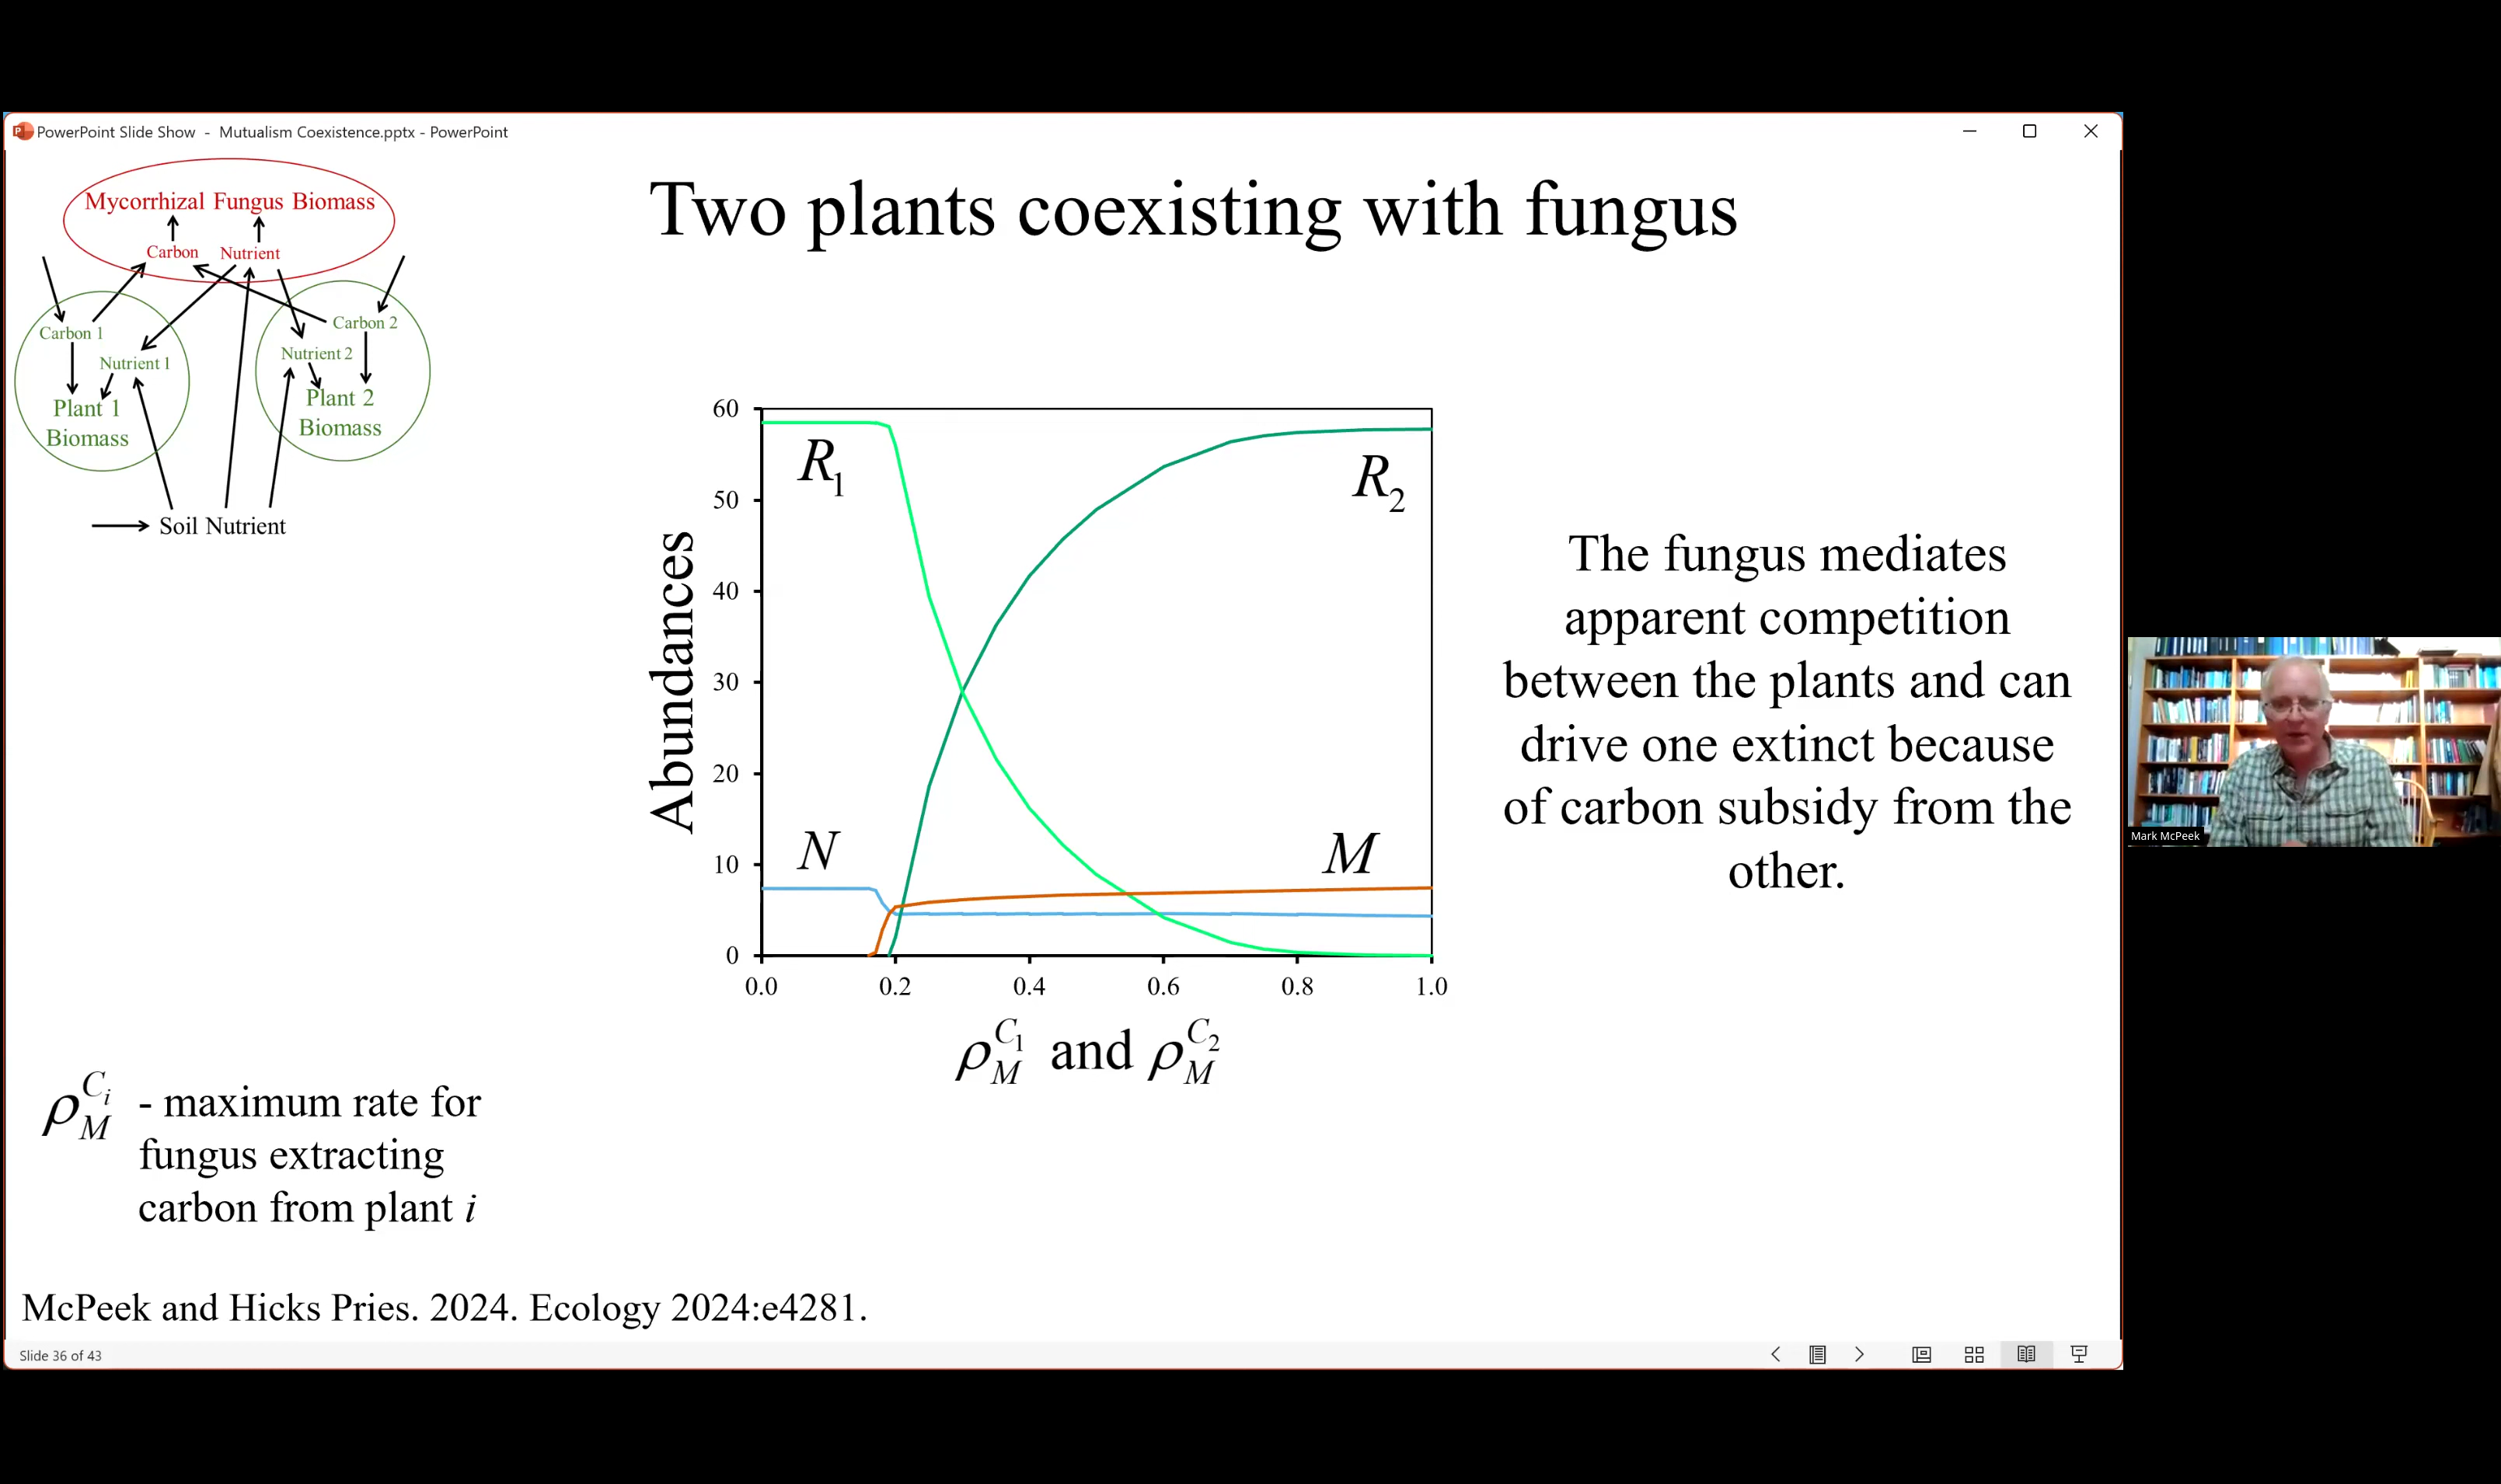 PowerPoint Slide Show - Mutualism Coexistence.pptx - PowerPoint
Two plants coexisting with fungus
Mycorrhizal Fungus Biomass
Carbon Nutrient
Carbon 1
Nutrient 1
Plant 1
Biomass
Carbon 2
Nutrient 2
Plant 2
Biomass
Soil Nutrient
Abundances
60
50
40
30
20
10
0
R1
R2
N
M
0.0 0.2 0.4 0.6 0.8 1.0
ρ_M^{C_1} and ρ_M^{C_2}
The fungus mediates
apparent competition
between the plants and can
drive one extinct because
of carbon subsidy from the
other.
ρ_M^{C_i} - maximum rate for
fungus extracting
carbon from plant i
McPeek and Hicks Pries. 2024. Ecology 2024:e4281.
Slide 36 of 43
Mark McPeek